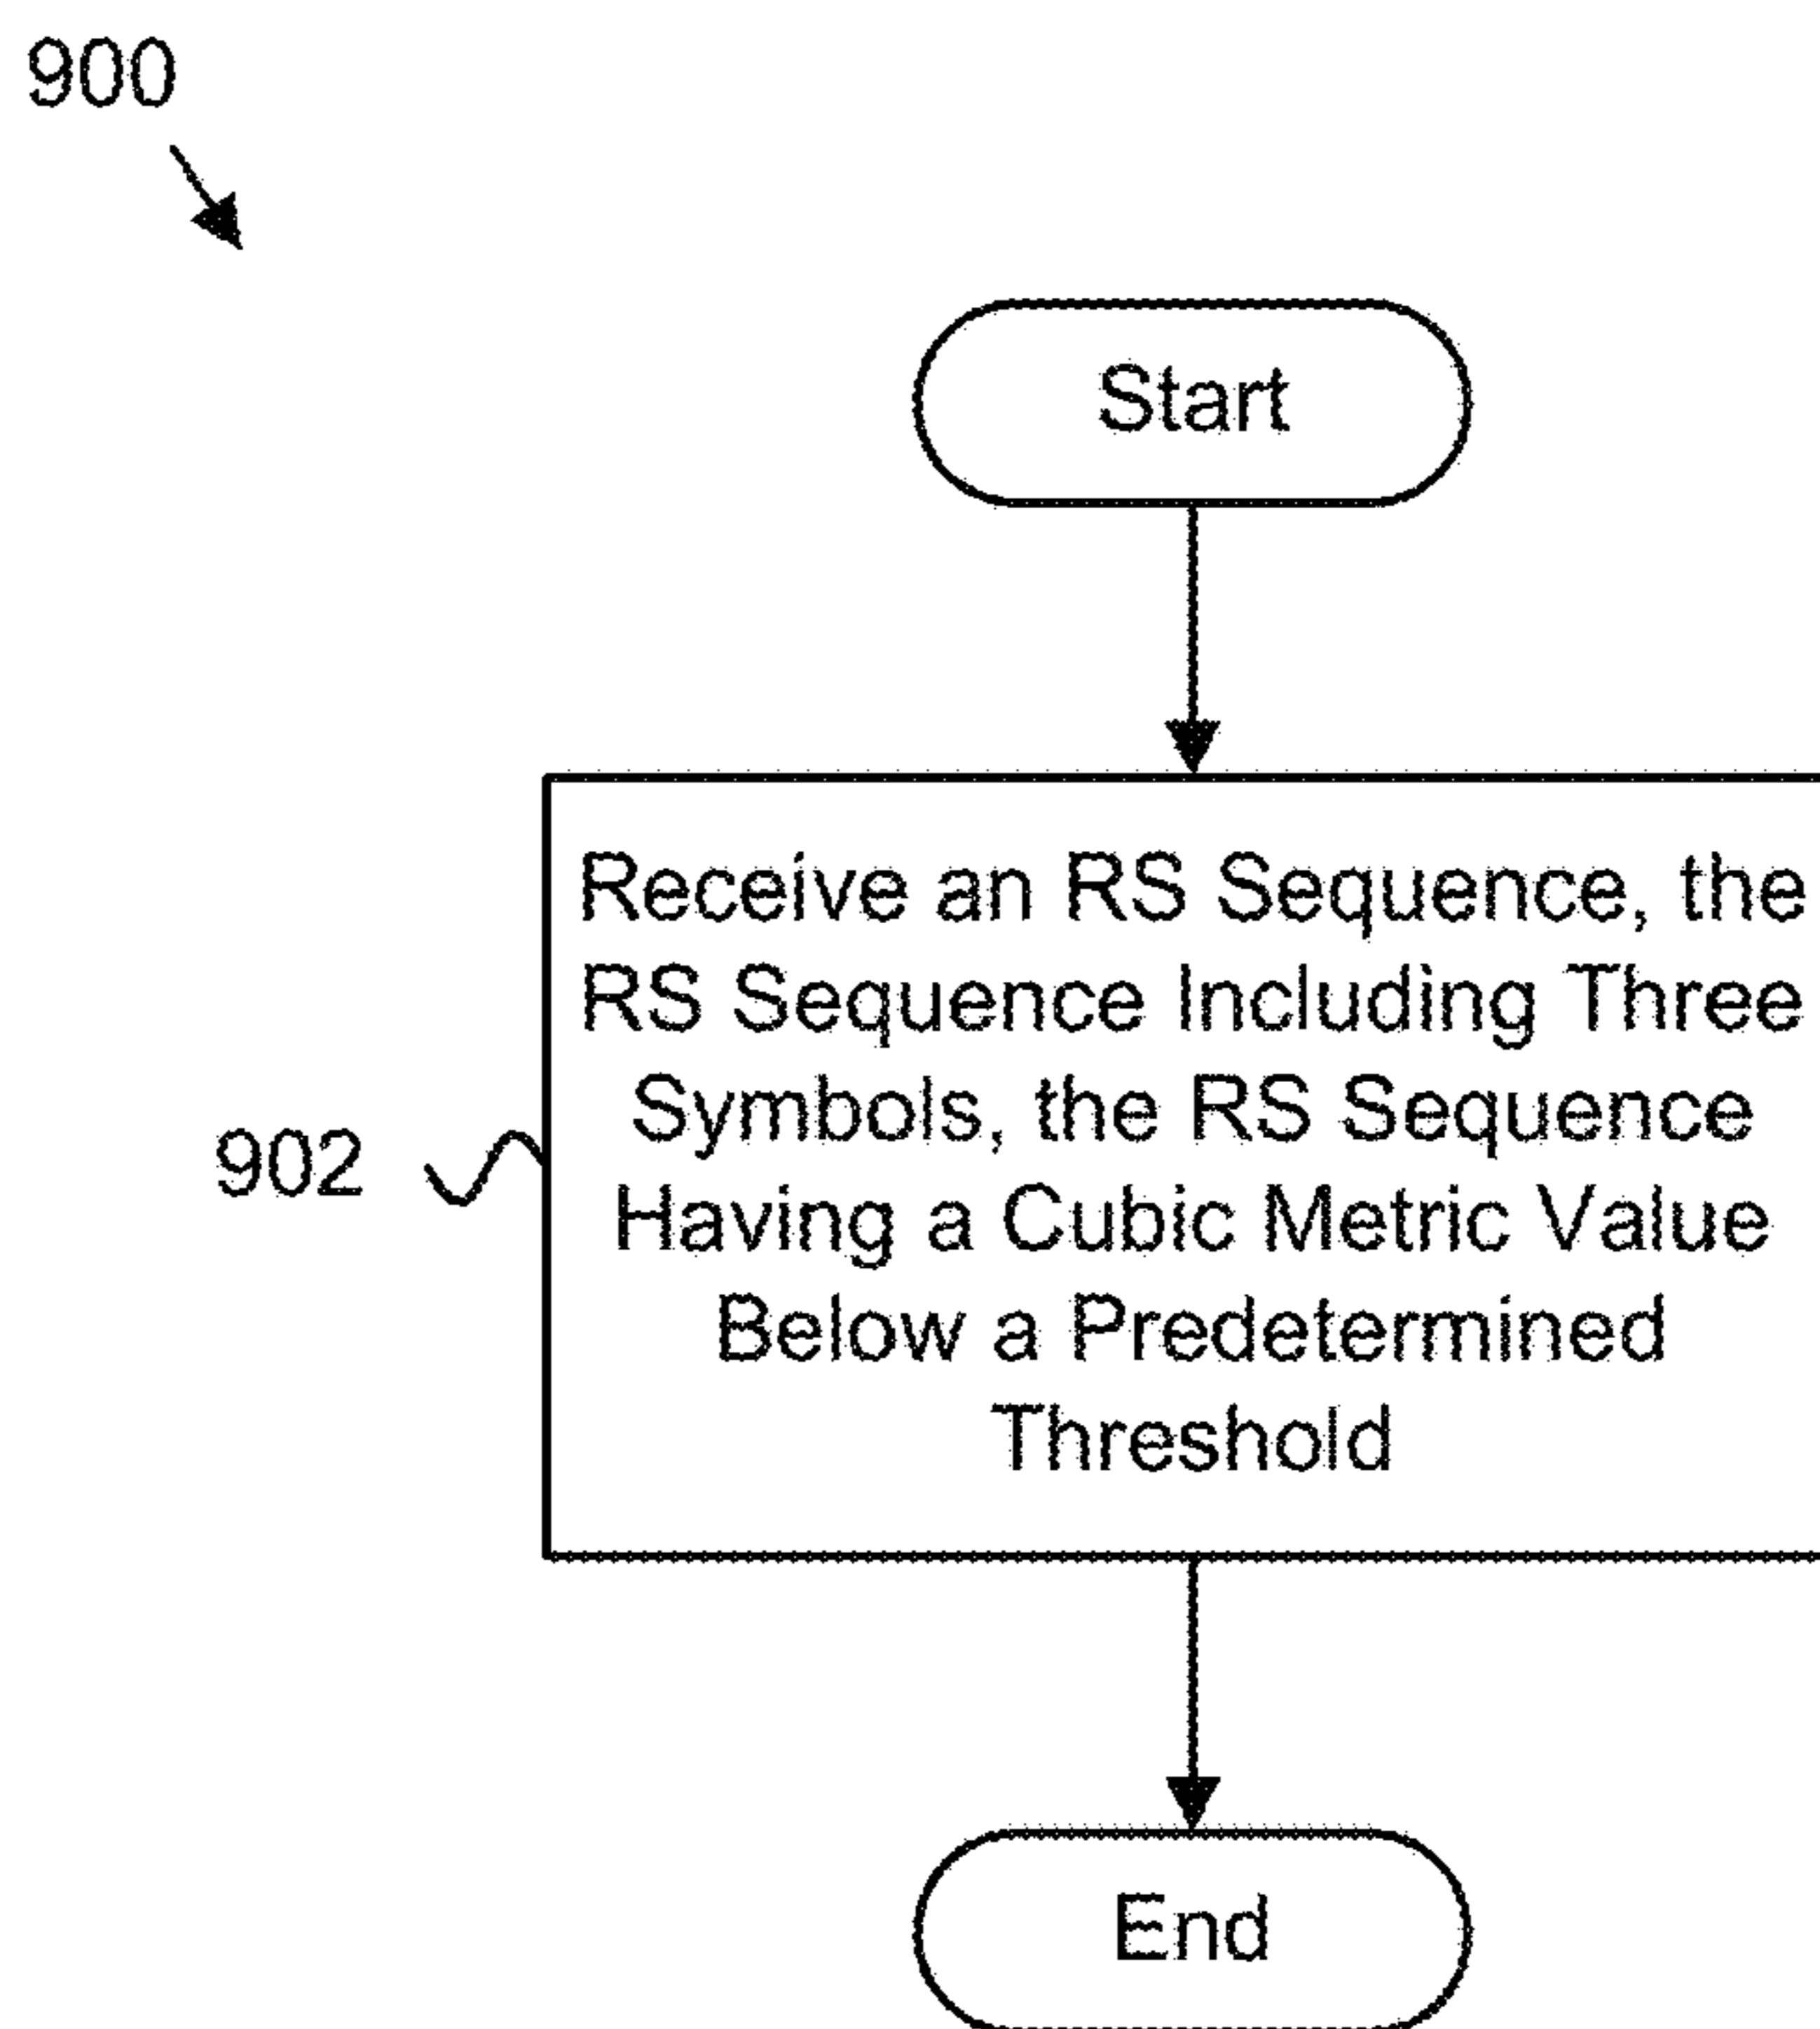 900
Start
Receive an RS Sequence, the
RS Sequence Including Three
Symbols, the RS Sequence
Having a Cubic Metric Value
Below a Predetermined
Threshold
902
End